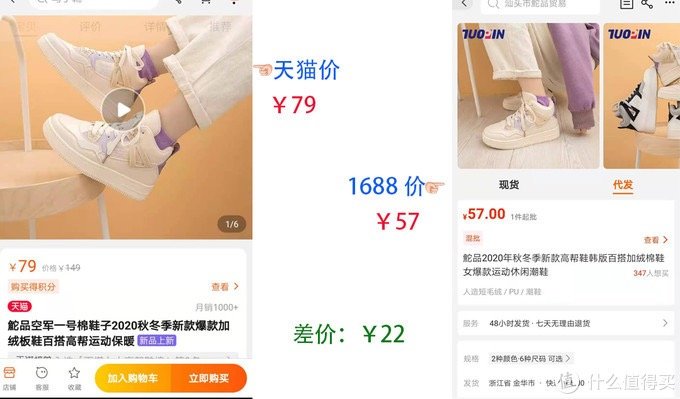 评价
详情
推荐
1/6
￥79 价格￥149
购买得积分
查看 >
天猫
月销1000+
鸵品空军一号棉鞋子2020秋冬季新款爆款加
绒板鞋百搭高帮运动保暖 新品上新
店铺
客服
收藏
加入购物车
立即购买
天猫价
￥79
1688 价
￥57
差价：￥22
汕头市鸵品贸易
TUOPIN
TUOPIN
现货
代发
¥57.00 1件起批
混批
查看 >
鸵品2020年秋冬季新款高帮鞋韩版百搭加绒棉鞋
女爆款运动休闲潮鞋
347人想买
人造短毛绒 / PU / 潮鞋
服务
48小时发货 · 七天无理由退货
规格
2种颜色·6种尺码 可选
发货
浙江省 金华市
值 什么值得买